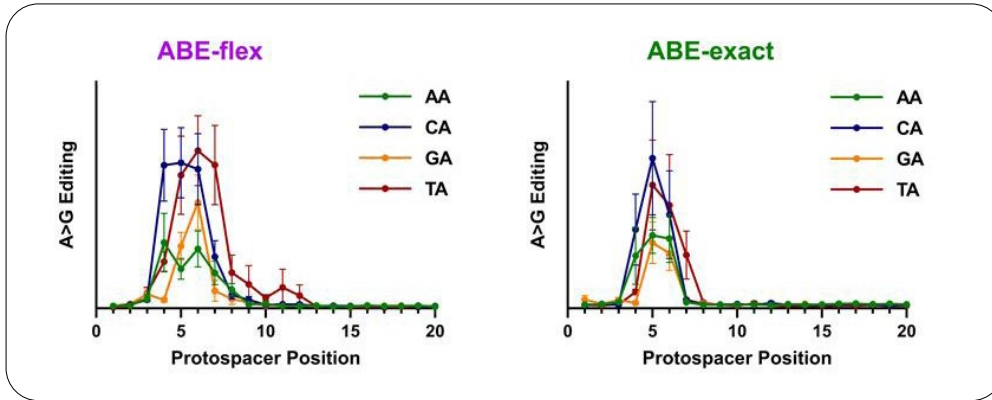 ABE-flex
AA
CA
GA
TA
A>G Editing
0 5 10 15 20
Protospacer Position
ABE-exact
AA
CA
GA
TA
A>G Editing
0 5 10 15 20
Protospacer Position